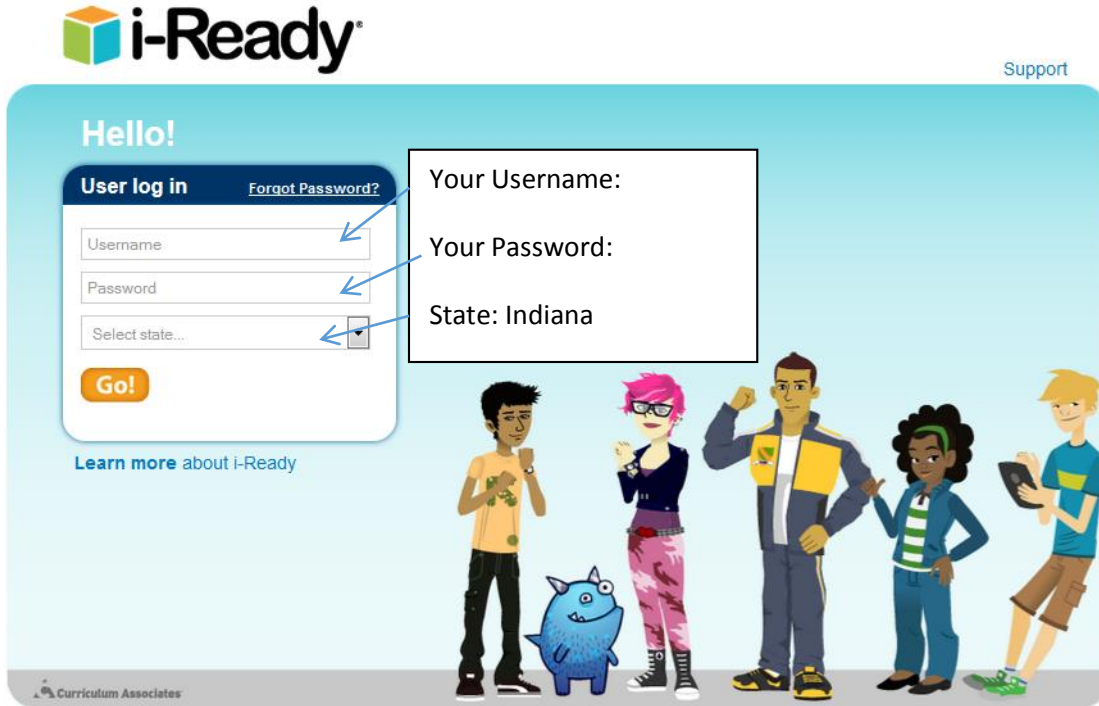 i-Ready®
Support
Hello!
User log in Forgot Password?
Username
Password
Select state...
Go!
Learn more about i-Ready
Your Username:
Your Password:
State: Indiana
Curriculum Associates